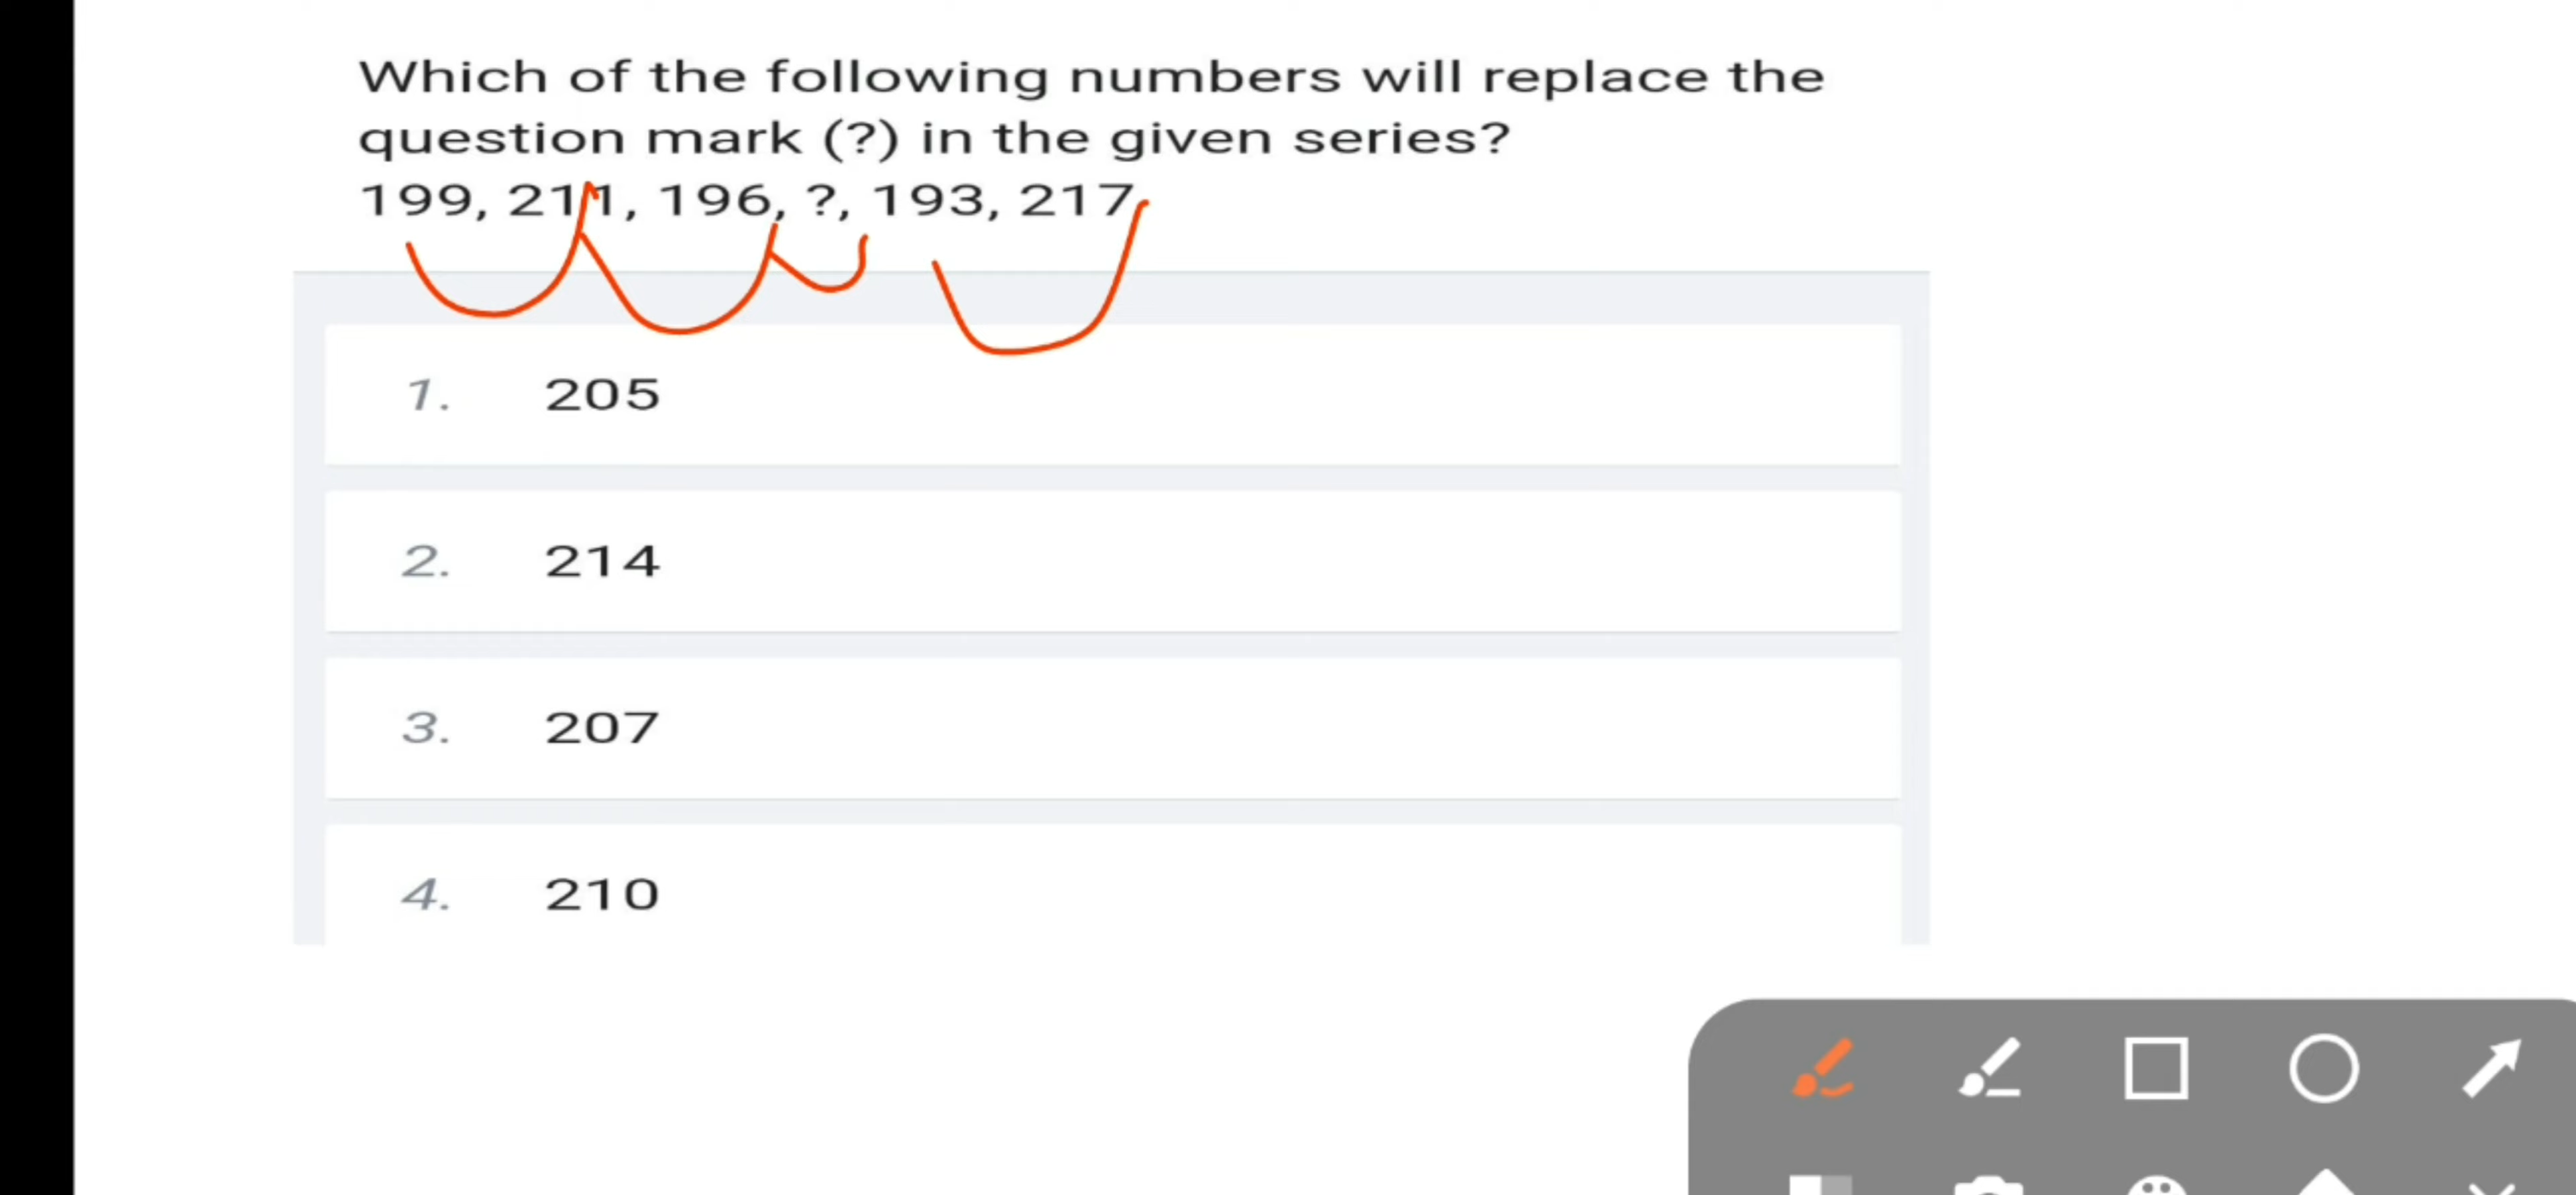 Which of the following numbers will replace the
question mark (?) in the given series?
199, 211, 196, ?, 193, 217
1. 205
2. 214
3. 207
4. 210